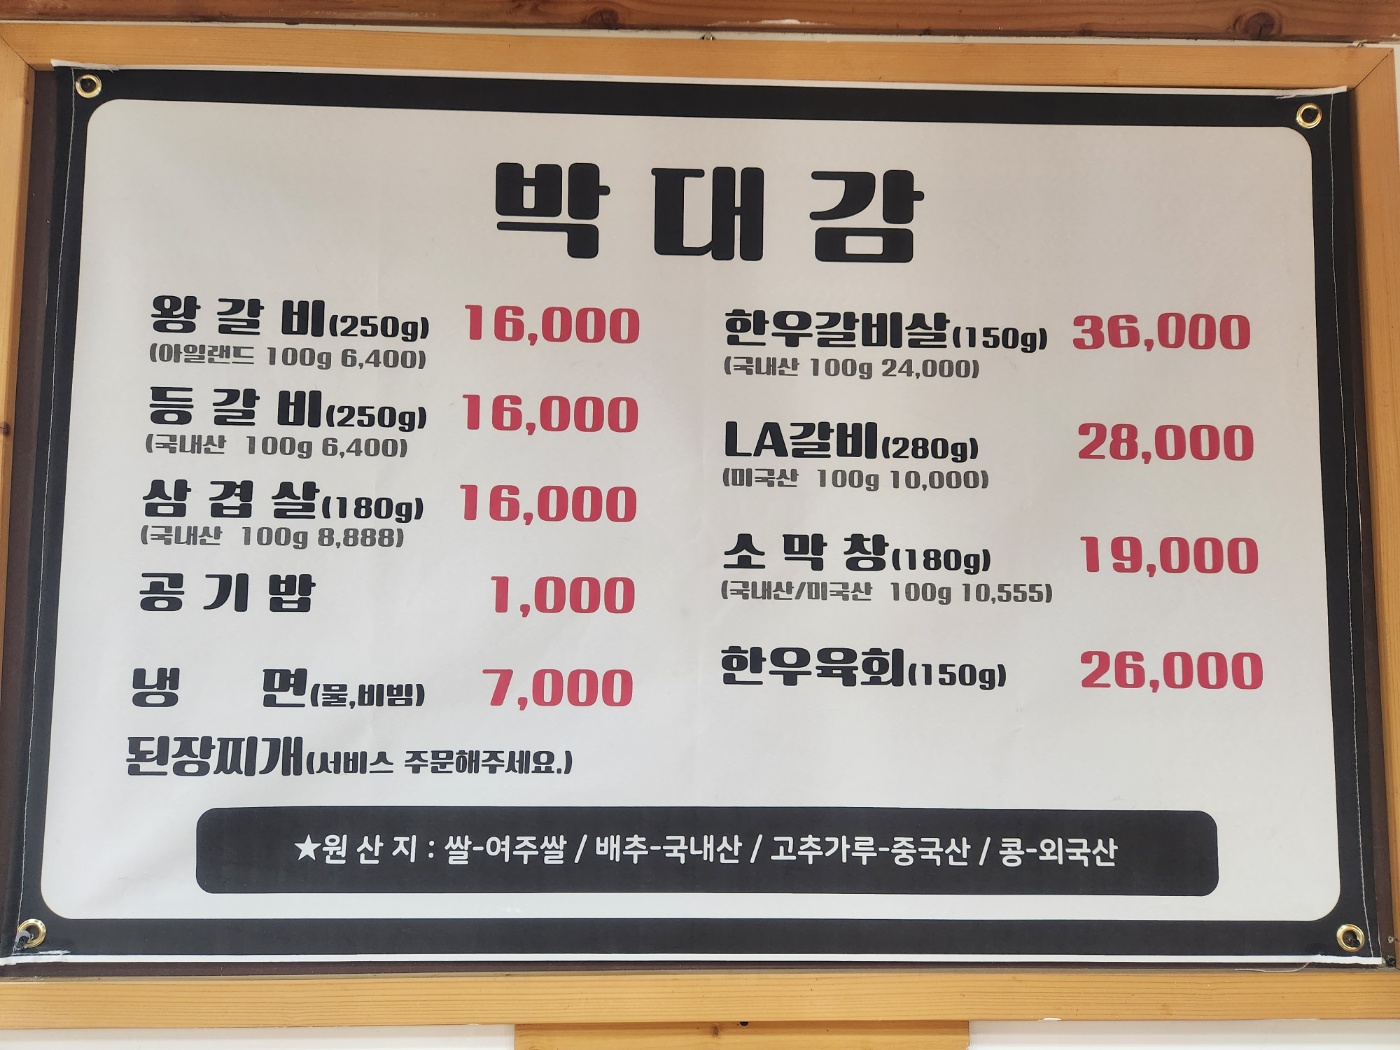 박대감
왕갈비(250g) 16,000
(아일랜드 100g 6,400)
등갈비(250g) 16,000
(국내산 100g 6,400)
삼겹살(180g) 16,000
(국내산 100g 8,888)
공기밥 1,000
냉면(물,비빔) 7,000
된장찌개(서비스 주문해주세요.)
한우갈비살(150g) 36,000
(국내산 100g 24,000)
LA갈비(280g) 28,000
(미국산 100g 10,000)
소막창(180g) 19,000
(국내산/미국산 100g 10,555)
한우육회(150g) 26,000
★원산지 : 쌀-여주쌀 / 배추-국내산 / 고추가루-중국산 / 콩-외국산